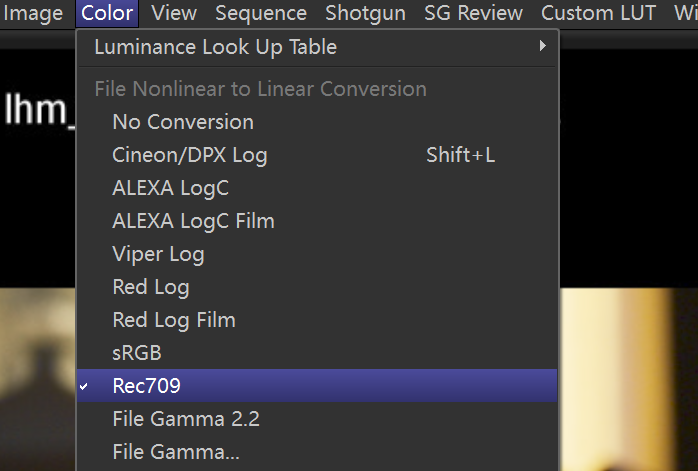 Image Color View Sequence Shotgun SG Review Custom LUT
Luminance Look Up Table
File Nonlinear to Linear Conversion
lhm_
No Conversion
Cineon/DPX Log Shift+L
ALEXA LogC
ALEXA LogC Film
Viper Log
Red Log
Red Log Film
sRGB
Rec709
File Gamma 2.2
File Gamma...